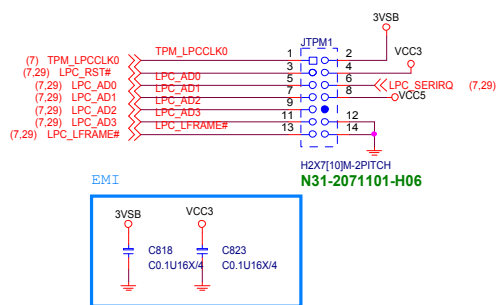 3VSB
JTPM1
VCC3
(7) TPM_LPCCLK0 TPM_LPCCLK0 1 2
(7,29) LPC_RST# 3 4
(7,29) LPC_AD0 LPC_AD0 5 6 LPC_SERIRQ (7,29)
(7,29) LPC_AD1 LPC_AD1 7 8 VCC5
(7,29) LPC_AD2 LPC_AD2 9
(7,29) LPC_AD3 LPC_AD3 11 12
(7,29) LPC_LFRAME# LPC_LFRAME# 13 14
H2X7[10]M-2PITCH
N31-2071101-H06
EMI
3VSB VCC3
C818 C823
C0.1U16X/4 C0.1U16X/4